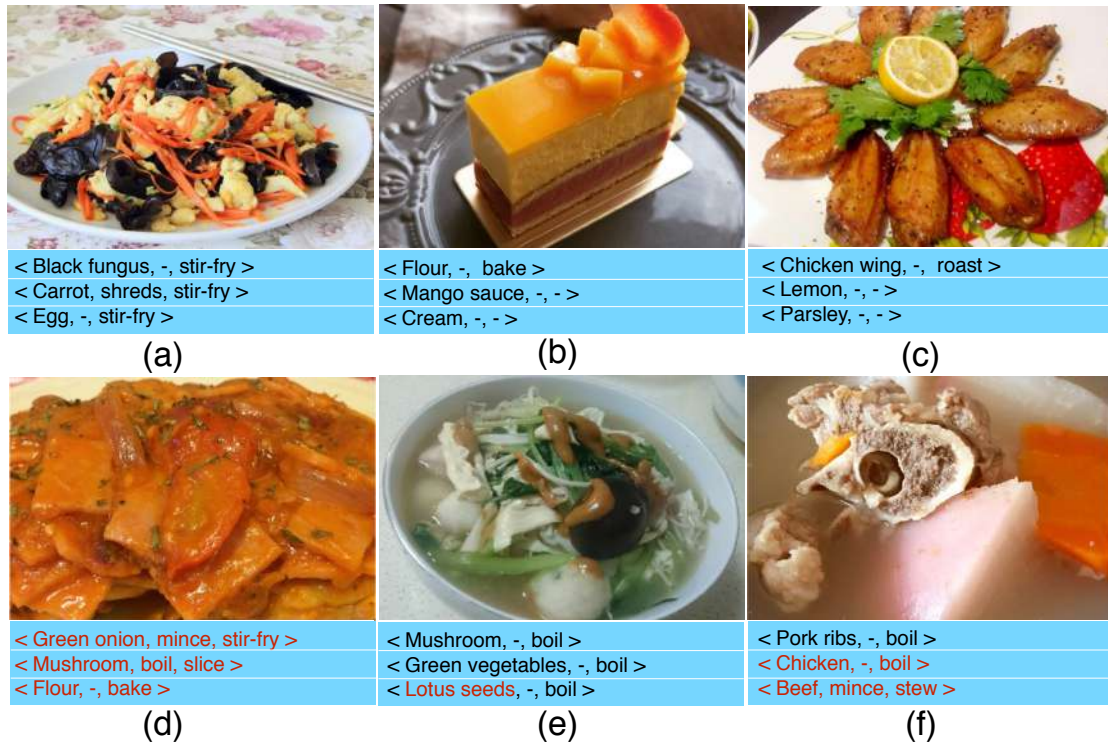 < Black fungus, -, stir-fry >
< Carrot, shreds, stir-fry >
< Egg, -, stir-fry >
(a)
< Flour, -, bake >
< Mango sauce, -, - >
< Cream, -, - >
(b)
< Chicken wing, -, roast >
< Lemon, -, - >
< Parsley, -, - >
(c)
< Green onion, mince, stir-fry >
< Mushroom, boil, slice >
< Flour, -, bake >
(d)
< Mushroom, -, boil >
< Green vegetables, -, boil >
< Lotus seeds, -, boil >
(e)
< Pork ribs, -, boil >
< Chicken, -, boil >
< Beef, mince, stew >
(f)